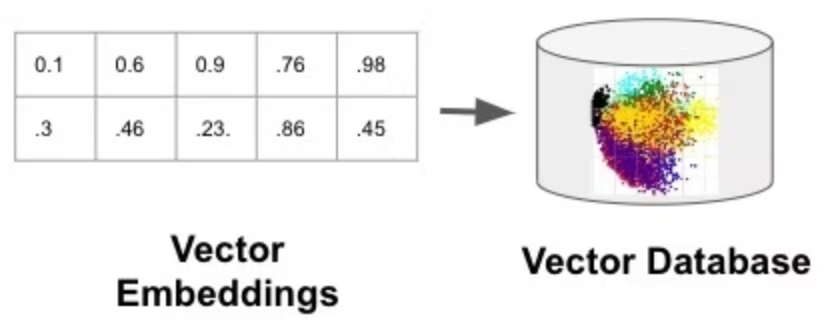 0.1 0.6 0.9 .76 .98
.3 .46 .23. .86 .45
Vector
Embeddings
Vector Database